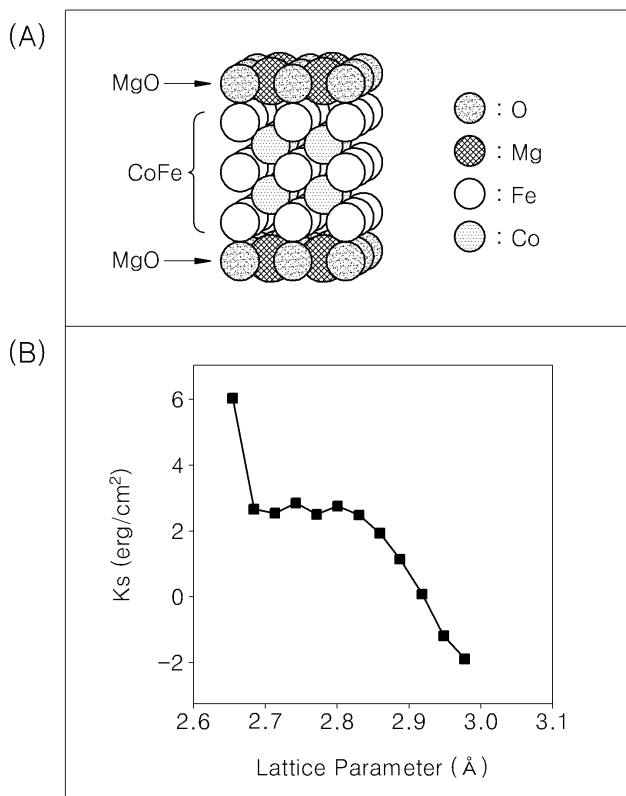 (A)
MgO
CoFe
MgO
: O
: Mg
: Fe
: Co
(B)
6
4
2
0
−2
Ks (erg/cm²)
2.6 2.7 2.8 2.9 3.0 3.1
Lattice Parameter (Å)